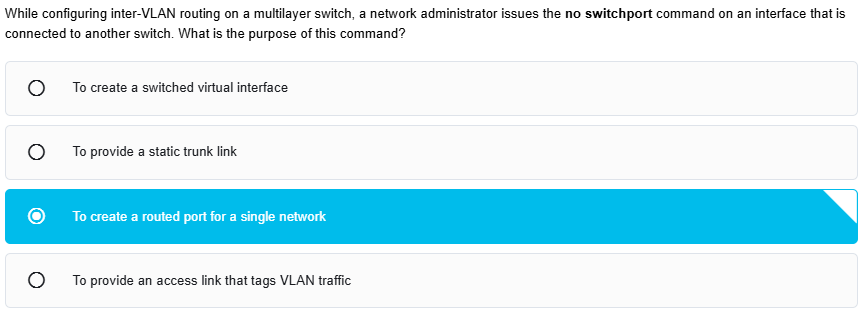 While configuring inter-VLAN routing on a multilayer switch, a network administrator issues the no switchport command on an interface that is
connected to another switch. What is the purpose of this command?
To create a switched virtual interface
To provide a static trunk link
To create a routed port for a single network
To provide an access link that tags VLAN traffic